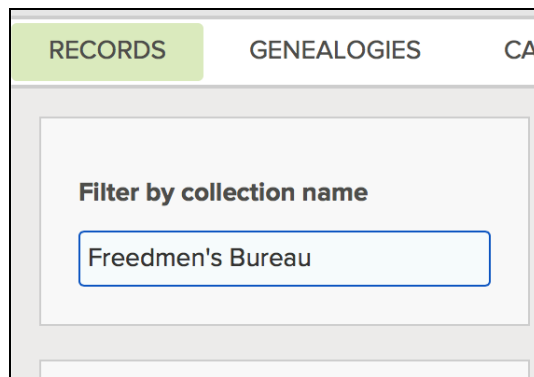 RECORDS GENEALOGIES CA
Filter by collection name
Freedmen's Bureau